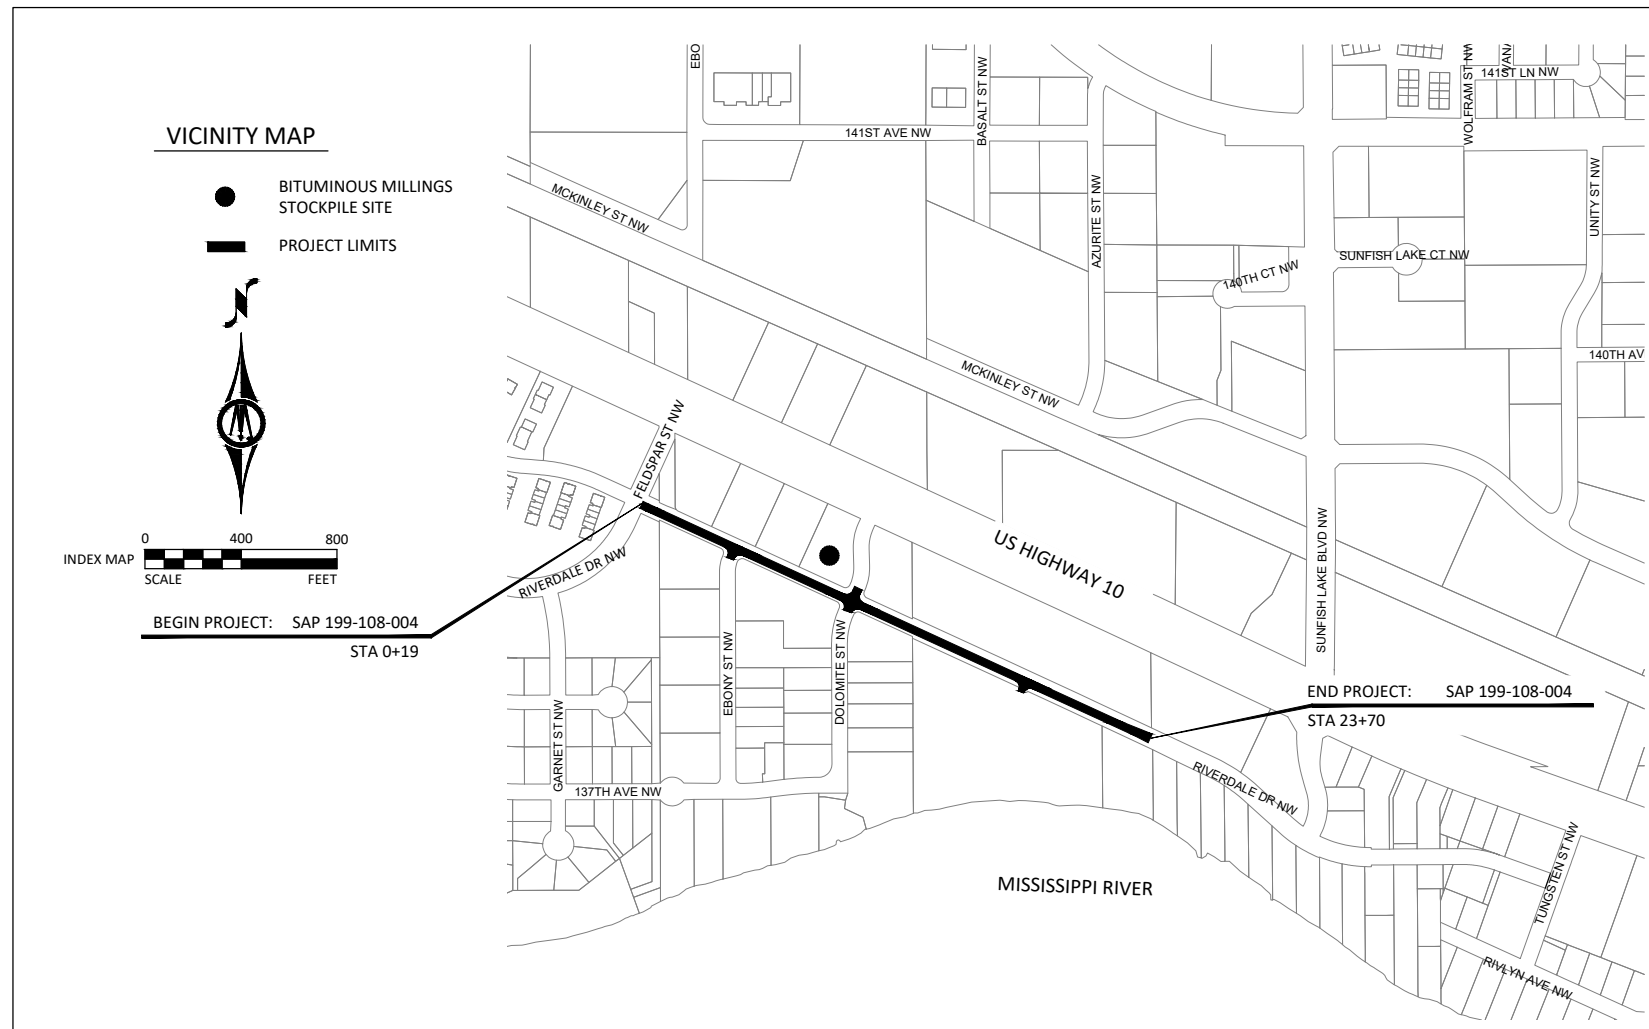 VICINITY MAP
BITUMINOUS MILLINGS
STOCKPILE SITE
PROJECT LIMITS
N
0 400 800
INDEX MAP
SCALE FEET
BEGIN PROJECT: SAP 199-108-004
STA 0+19
END PROJECT: SAP 199-108-004
STA 23+70
EBO
141ST AVE NW
BASALT ST NW
AZURITE ST NW
MCKINLEY ST NW
MCKINLEY ST NW
140TH CT NW
SUNFISH LAKE CT NW
WOLFRAM ST NW
141ST LN NW
UNITY ST NW
140TH AV
FELDSPAR ST NW
RIVERDALE DR NW
US HIGHWAY 10
SUNFISH LAKE BLVD NW
EBONY ST NW
DOLOMITE ST NW
GARNET ST NW
137TH AVE NW
RIVERDALE DR NW
MISSISSIPPI RIVER
TUNGSTEN ST NW
RIVLYN AVE NW